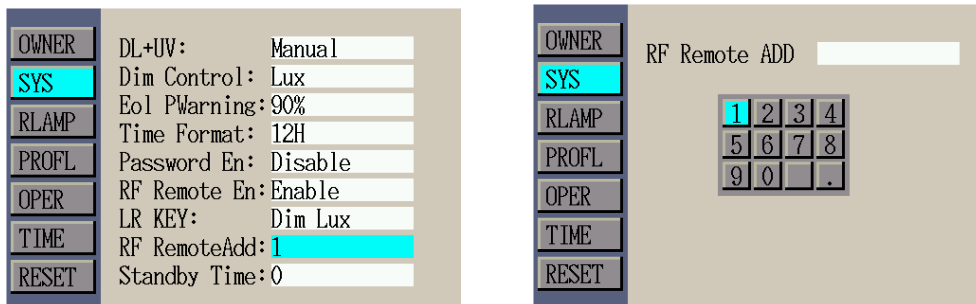 OWNER
SYS
RLAMP
PROFL
OPER
TIME
RESET
DL+UV: Manual
Dim Control: Lux
Eol PWarning: 90%
Time Format: 12H
Password En: Disable
RF Remote En: Enable
LR KEY: Dim Lux
RF RemoteAdd: 1
Standby Time: 0
OWNER
SYS
RLAMP
PROFL
OPER
TIME
RESET
RF Remote ADD
1 2 3 4
5 6 7 8
9 0 .